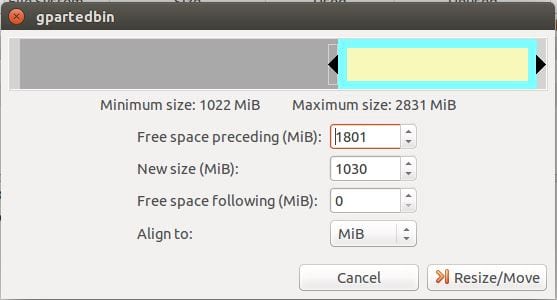 gpartedbin
Minimum size: 1022 MiB Maximum size: 2831 MiB
Free space preceding (MiB): 1801
New size (MiB): 1030
Free space following (MiB): 0
Align to: MiB
Cancel Resize/Move